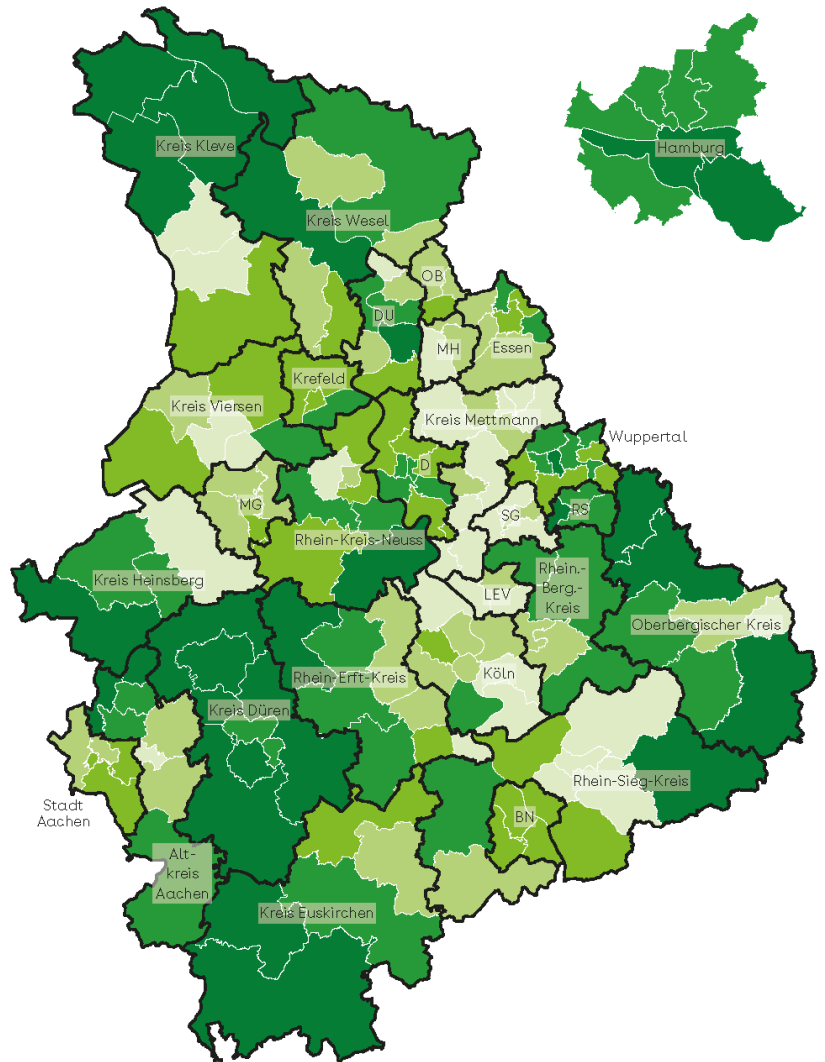 Kreis Kleve
Hamburg
Kreis Wesel
OB
DU
MH
Essen
Krefeld
Kreis Viersen
Kreis Mettmann
Wuppertal
D
MG
SG
RS
Rhein-Kreis-Neuss
Kreis Heinsberg
Rhein.-
Berg.-
Kreis
LEV
Oberbergischer Kreis
Rhein-Erft-Kreis
Köln
Kreis Düren
Rhein-Sieg-Kreis
Stadt
Aachen
BN
Alt-
kreis
Aachen
Kreis Euskirchen